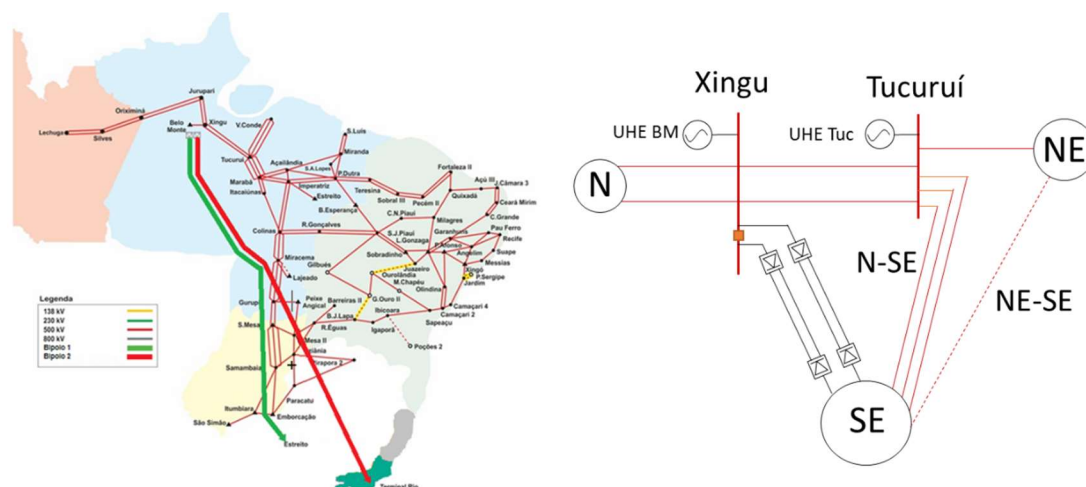 Jurupari
Oriximiná
Belo
Monte
Xingu
Lechuga
Silves
V.Conde
S.Luis
Tucuruí
Açailândia
Miranda
S.A.Lopes
P.Dutra
Fortaleza II
Marabá
Itacaiúnas
Imperatriz
Estreito
Teresina
Sobral III
Pecém II
Açú III
J.Câmara 3
Quixadá
Ceará Mirim
B.Esperança
C.N.Piauí
Milagres
C.Grande
Colinas
R.Gonçalves
S.J.Piauí
L.Gonzaga
Garanhuns
Pau Ferro
Recife
P.Afonso
Angelim
Suape
Messias
Miracema
Lajeado
Gilbués
Sobradinho
Juazeiro
Xingó
P.Sergipe
Jardim
Ourolândia
M.Chapéu
Olindina
Gurupi
Peixe
Angical
Barreiras II
G.Ouro II
Ibicoara
Camaçari 4
Camaçari 2
Sapeaçu
B.J.Lapa
R.Éguas
Igaporã
Poções 2
S.Mesa
Mesa II
Samambaia
Pirapora 2
Paracatu
Itumbiara
Emborcação
São Simão
Estreito
Terminal Rio
Legenda
138 kV
230 kV
500 kV
800 kV
Bipolo 1
Bipolo 2
Xingu
Tucuruí
UHE BM
UHE Tuc
N
NE
N-SE
NE-SE
SE